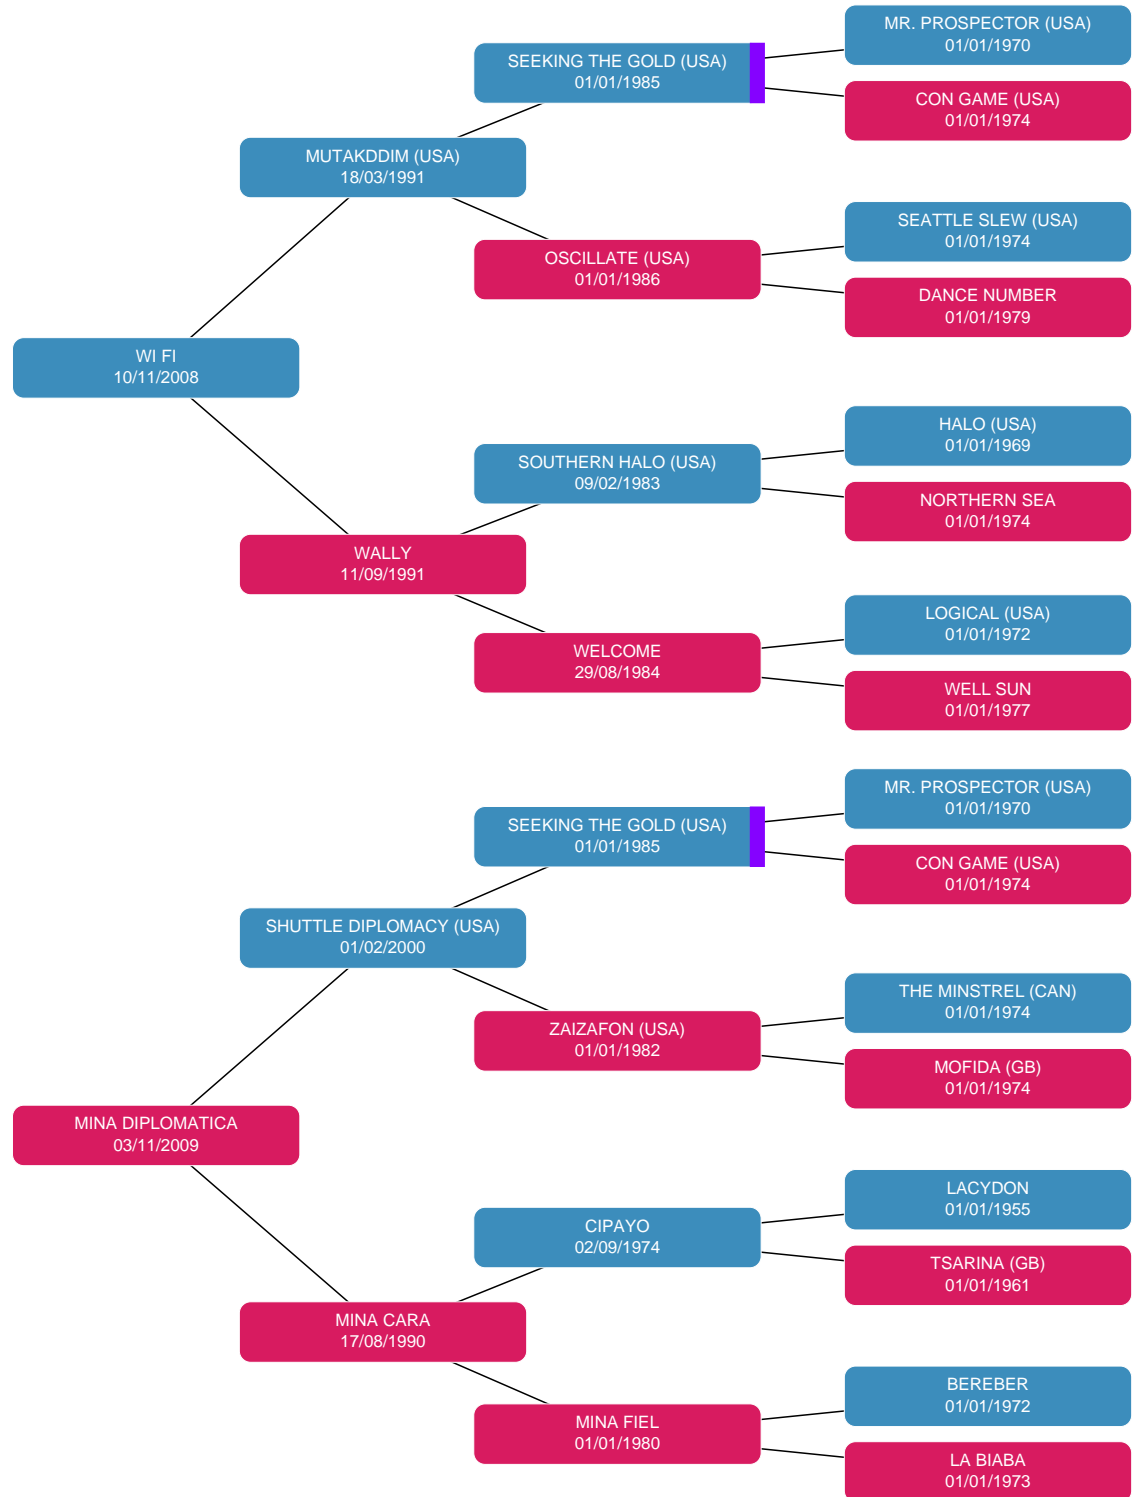 MR. PROSPECTOR (USA)
01/01/1970
SEEKING THE GOLD (USA)
01/01/1985
CON GAME (USA)
01/01/1974
MUTAKDDIM (USA)
18/03/1991
SEATTLE SLEW (USA)
01/01/1974
OSCILLATE (USA)
01/01/1986
DANCE NUMBER
01/01/1979
WI FI
10/11/2008
HALO (USA)
01/01/1969
SOUTHERN HALO (USA)
09/02/1983
NORTHERN SEA
01/01/1974
WALLY
11/09/1991
LOGICAL (USA)
01/01/1972
WELCOME
29/08/1984
WELL SUN
01/01/1977
MR. PROSPECTOR (USA)
01/01/1970
SEEKING THE GOLD (USA)
01/01/1985
CON GAME (USA)
01/01/1974
SHUTTLE DIPLOMACY (USA)
01/02/2000
THE MINSTREL (CAN)
01/01/1974
ZAIZAFON (USA)
01/01/1982
MOFIDA (GB)
01/01/1974
MINA DIPLOMATICA
03/11/2009
LACYDON
01/01/1955
CIPAYO
02/09/1974
TSARINA (GB)
01/01/1961
MINA CARA
17/08/1990
BEREBER
01/01/1972
MINA FIEL
01/01/1980
LA BIABA
01/01/1973